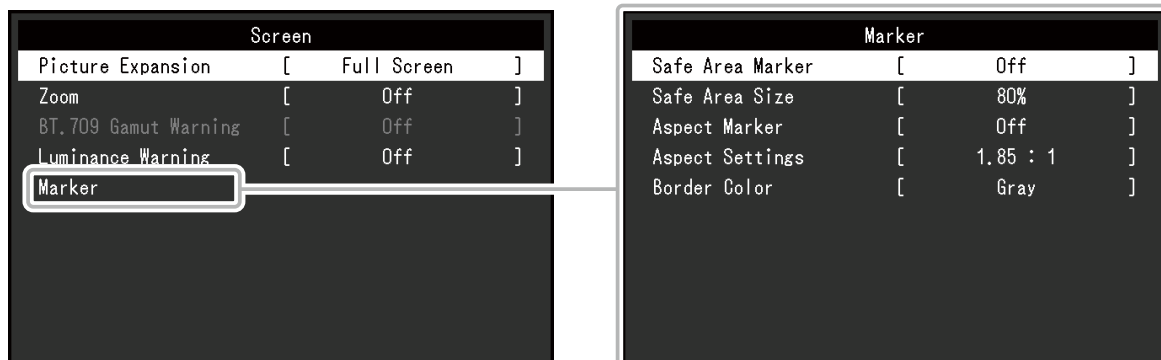 Screen
Picture Expansion [ Full Screen ]
Zoom [ Off ]
BT.709 Gamut Warning [ Off ]
Luminance Warning [ Off ]
Marker
Marker
Safe Area Marker [ Off ]
Safe Area Size [ 80% ]
Aspect Marker [ Off ]
Aspect Settings [ 1.85 : 1 ]
Border Color [ Gray ]